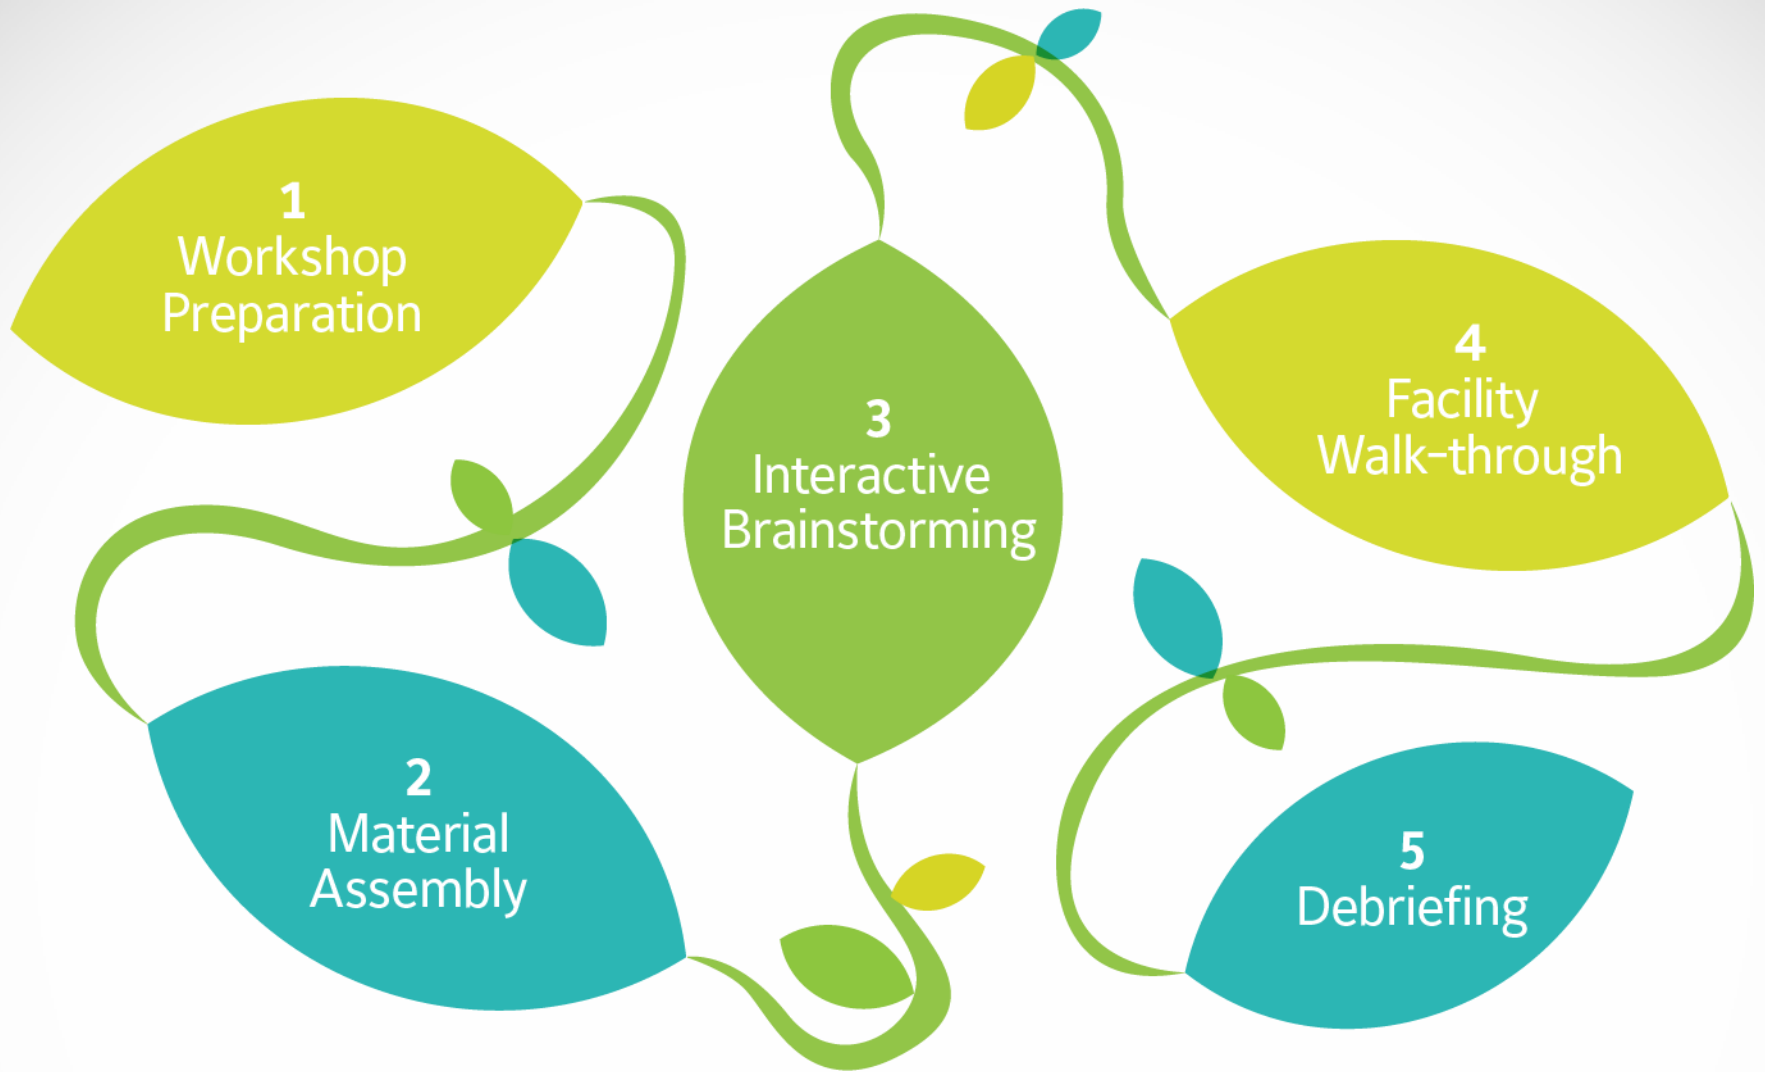 1
Workshop
Preparation
2
Material
Assembly
3
Interactive
Brainstorming
4
Facility
Walk-through
5
Debriefing